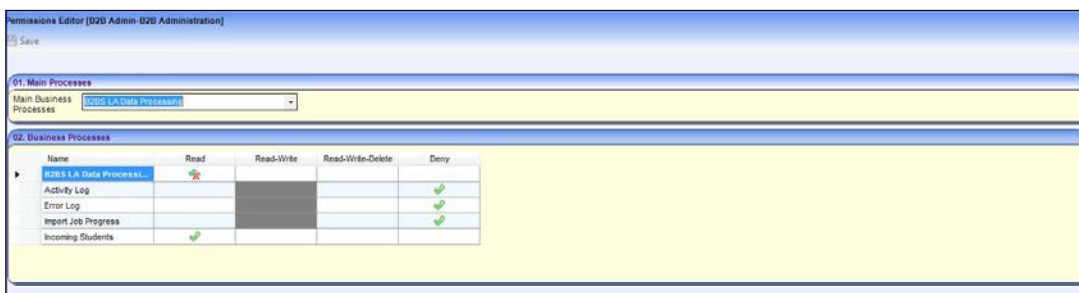 Permissions Editor [B2B Admin-B2B Administration]
Save
01. Main Processes
Main Business Processes B2BS LA Data Processing
02. Business Processes
Name Read Read-Write Read-Write-Delete Deny
B2BS LA Data Processi...
Activity Log
Error Log
Import Job Progress
Incoming Students